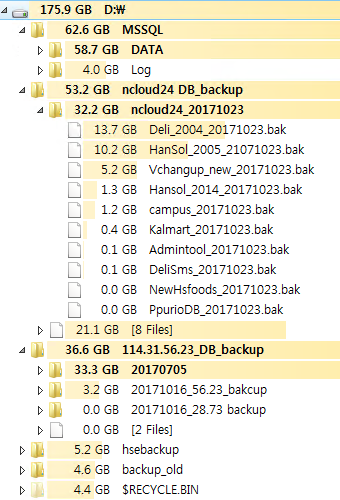 175.9 GB D:₩
62.6 GB MSSQL
58.7 GB DATA
4.0 GB Log
53.2 GB ncloud24 DB_backup
32.2 GB ncloud24_20171023
13.7 GB Deli_2004_20171023.bak
10.2 GB HanSol_2005_21071023.bak
5.2 GB Vchangup_new_20171023.bak
1.3 GB Hansol_2014_20171023.bak
1.2 GB campus_20171023.bak
0.4 GB Kalmart_20171023.bak
0.1 GB Admintool_20171023.bak
0.1 GB DeliSms_20171023.bak
0.0 GB NewHsfoods_20171023.bak
0.0 GB PpurioDB_20171023.bak
21.1 GB [8 Files]
36.6 GB 114.31.56.23_DB_backup
33.3 GB 20170705
3.2 GB 20171016_56.23_bakcup
0.0 GB 20171016_28.73 backup
0.0 GB [2 Files]
5.2 GB hsebackup
4.6 GB backup_old
4.4 GB $RECYCLE.BIN